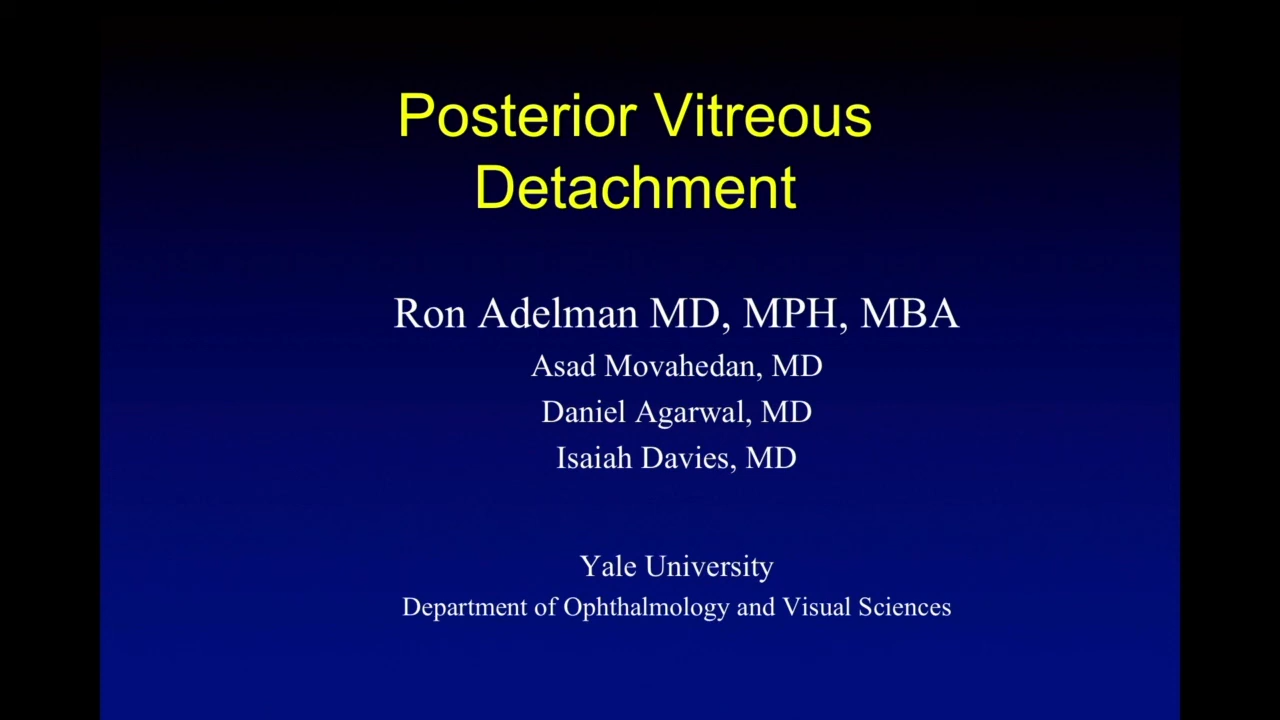 Posterior Vitreous
Detachment
Ron Adelman MD, MPH, MBA
Asad Movahedan, MD
Daniel Agarwal, MD
Isaiah Davies, MD
Yale University
Department of Ophthalmology and Visual Sciences